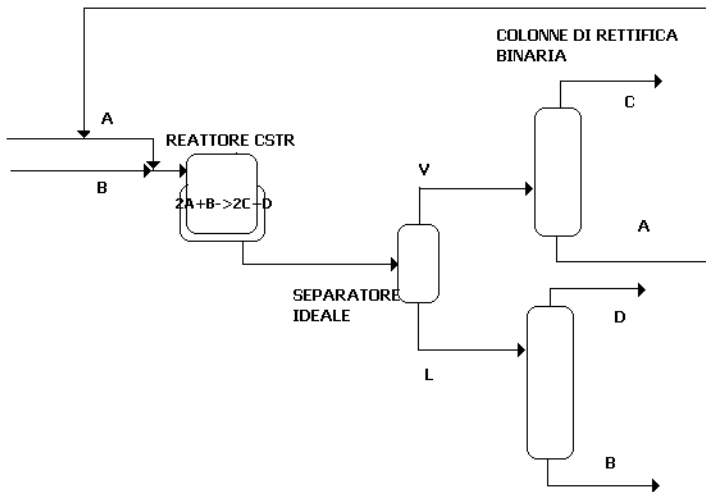 COLONNE DI RETTIFICA
BINARIA
C
A
REATTORE CSTR
B
V
2A+B->2C+D
A
SEPARATORE
IDEALE
D
L
B